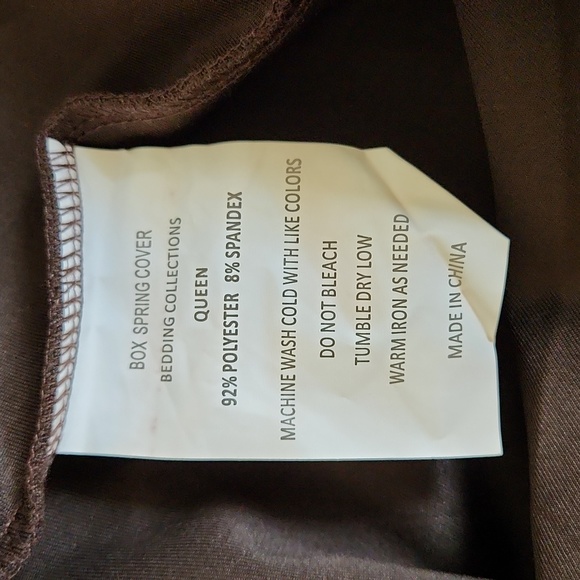 BOX SPRING COVER
BEDDING COLLECTIONS
QUEEN
92% POLYESTER 8% SPANDEX
MACHINE WASH COLD WITH LIKE COLORS
DO NOT BLEACH
TUMBLE DRY LOW
WARM IRON AS NEEDED
MADE IN CHINA